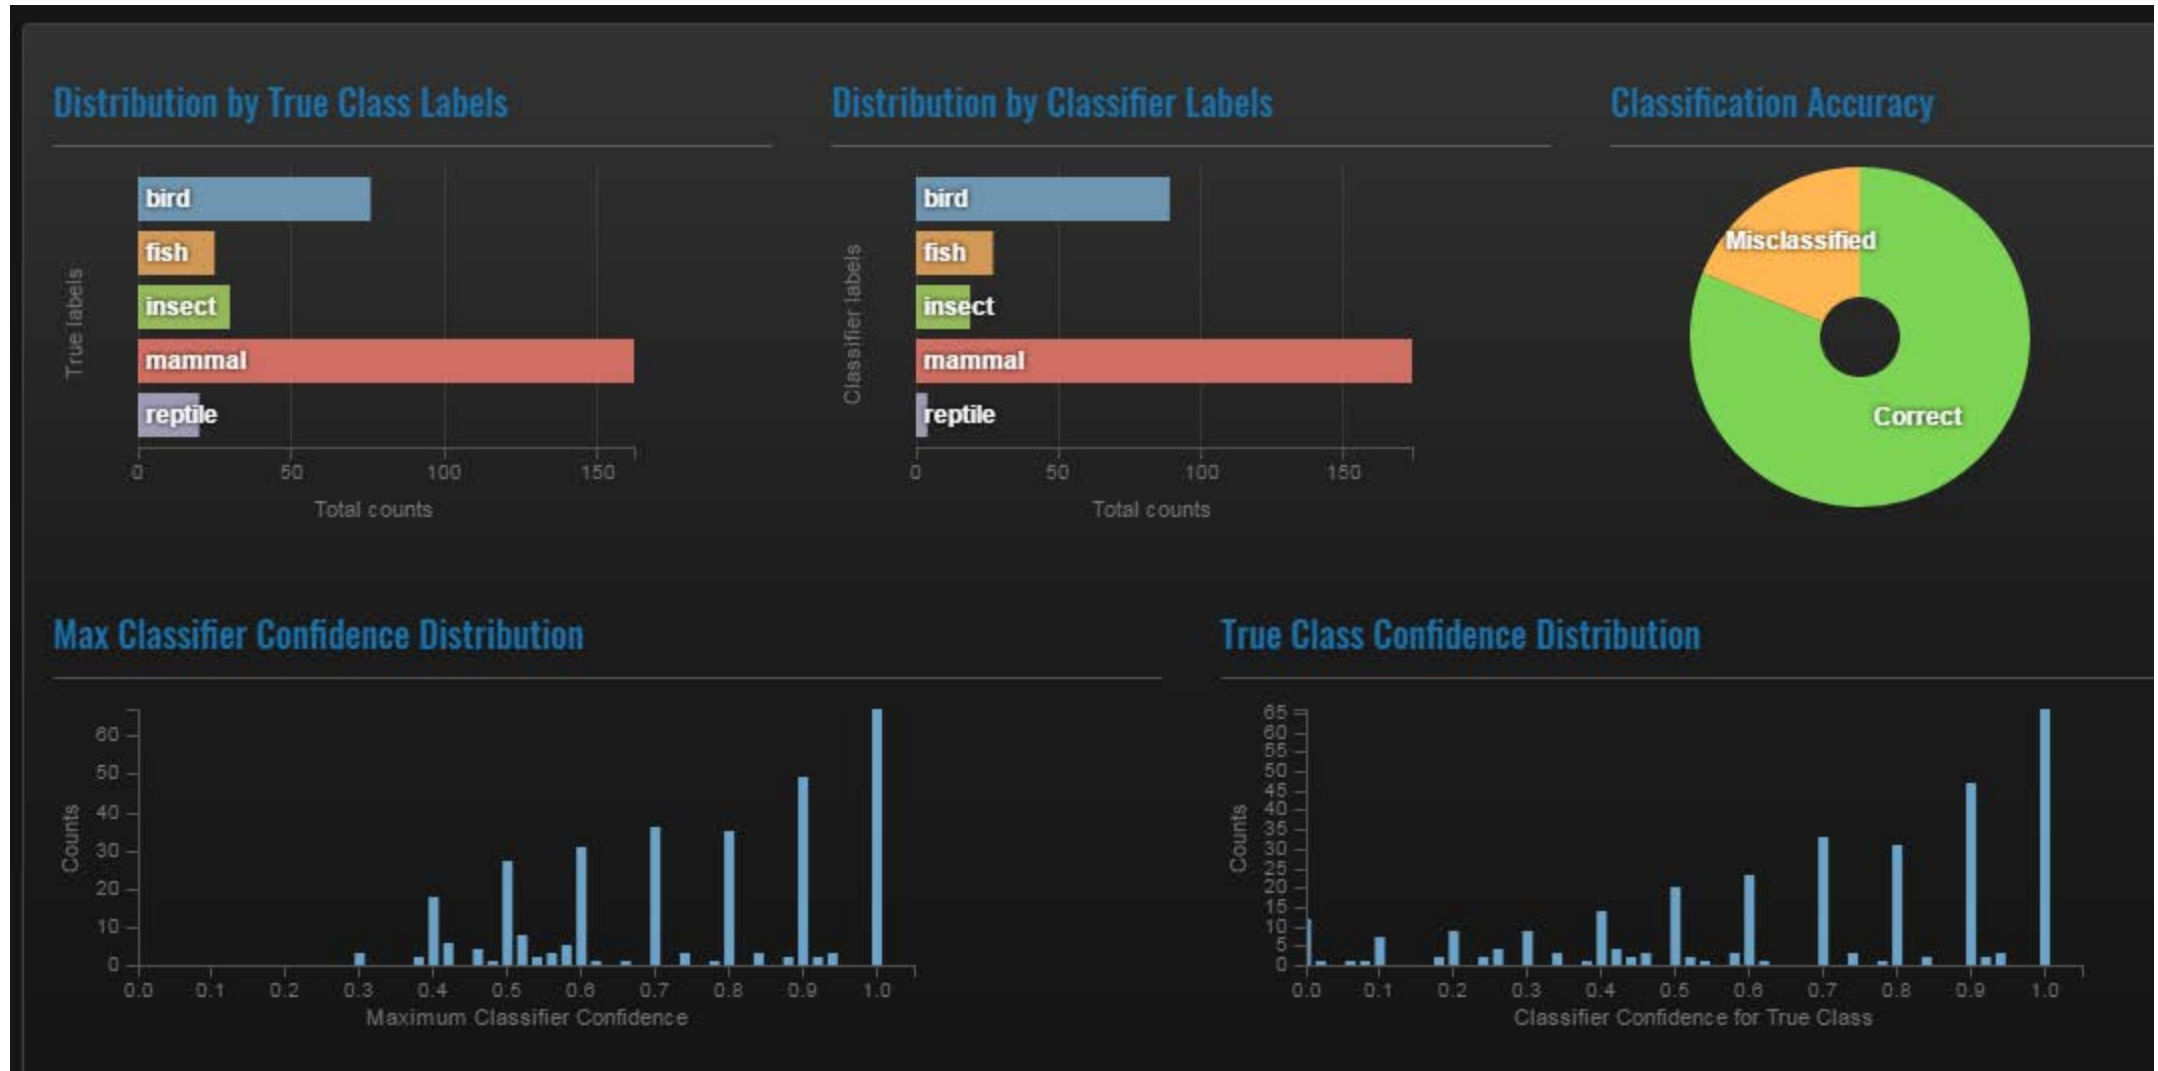 Distribution by True Class Labels
Distribution by Classifier Labels
Classification Accuracy
True labels
bird
fish
insect
mammal
reptile
0 50 100 150
Total counts
Classifier labels
bird
fish
insect
mammal
reptile
0 50 100 150
Total counts
Misclassified
Correct
Max Classifier Confidence Distribution
True Class Confidence Distribution
Counts
60
50
40
30
20
10
0
0.0 0.1 0.2 0.3 0.4 0.5 0.6 0.7 0.8 0.9 1.0
Maximum Classifier Confidence
Counts
65
60
55
50
45
40
35
30
25
20
15
10
5
0
0.0 0.1 0.2 0.3 0.4 0.5 0.6 0.7 0.8 0.9 1.0
Classifier Confidence for True Class